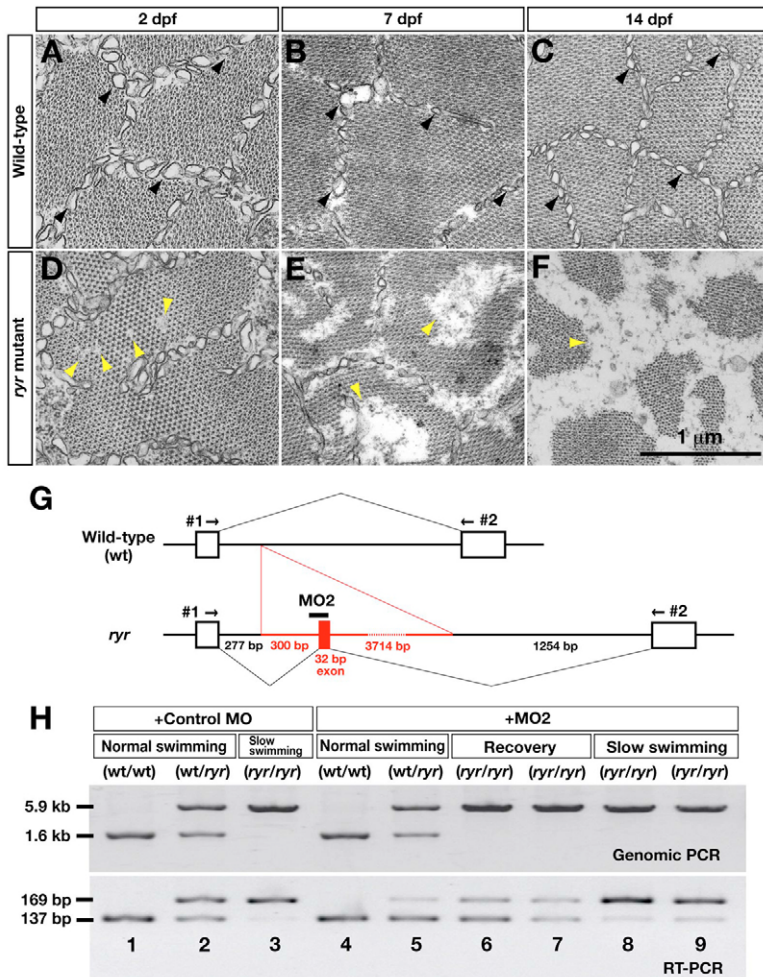 2 dpf 7 dpf 14 dpf
Wild-type
A B C
ryr mutant
D E F
1 μm
G
#1 → ← #2
Wild-type
(wt)
MO2
#1 → ← #2
ryr
277 bp 300 bp 3714 bp 1254 bp
32 bp
exon
H
+Control MO +MO2
Normal swimming Slow swimming Normal swimming Recovery Slow swimming
(wt/wt) (wt/ryr) (ryr/ryr) (wt/wt) (wt/ryr) (ryr/ryr) (ryr/ryr) (ryr/ryr) (ryr/ryr)
5.9 kb
1.6 kb
Genomic PCR
169 bp
137 bp
1 2 3 4 5 6 7 8 9
RT-PCR